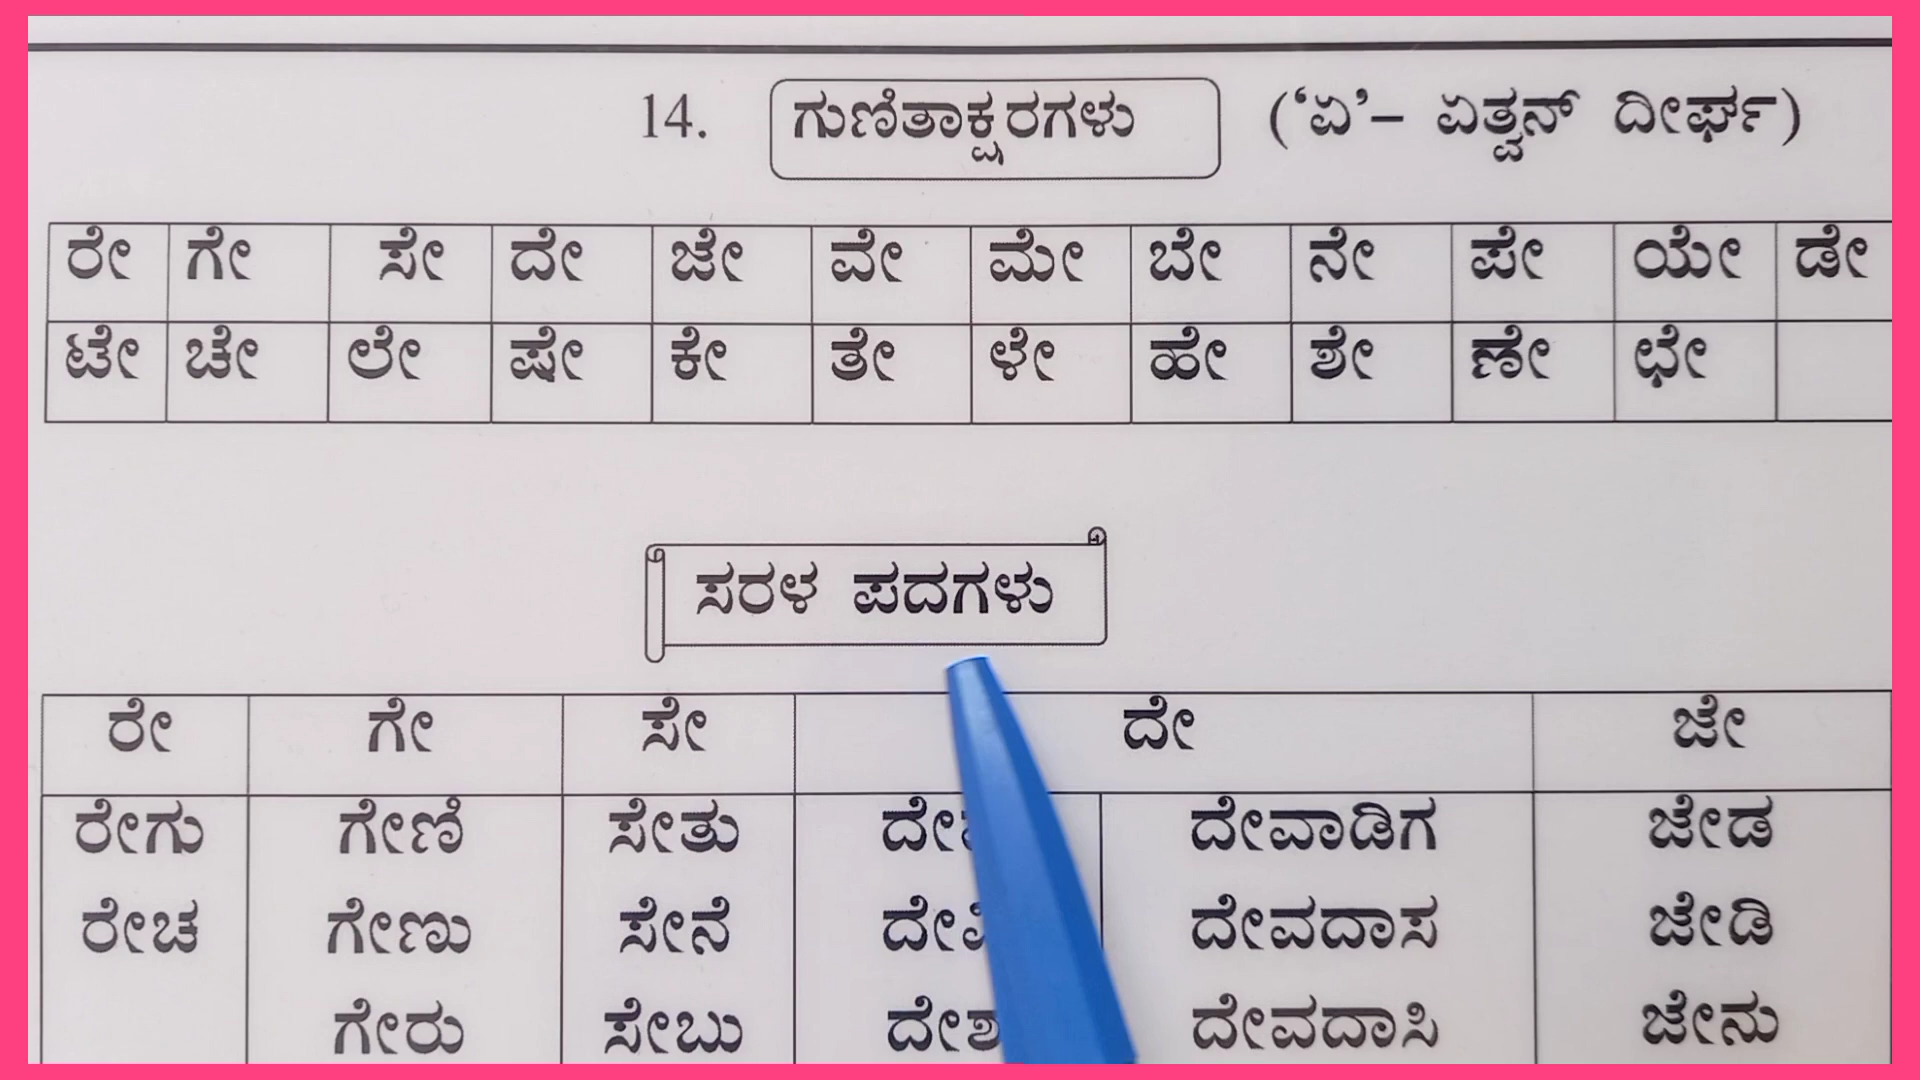 14. ಗುಣಿತಾಕ್ಷರಗಳು (‘ಏ’– ಏತ್ವನ್ ದೀರ್ಘ)
ರೇ ಗೇ ಸೇ ದೇ ಜೇ ವೇ ಮೇ ಬೇ ನೇ ಪೇ ಯೇ ಡೇ
ಟೇ ಚೇ ಲೇ ಷೇ ಕೇ ತೇ ಳೇ ಹೇ ಶೇ ಣೇ ಛೇ
ಸರಳ ಪದಗಳು
ರೇ ಗೇ ಸೇ ದೇ ಜೇ
ರೇಗು ಗೇಣಿ ಸೇತು ದೇವಾಡಿಗ ಜೇಡ
ರೇಚ ಗೇಣು ಸೇನೆ ದೇವದಾಸ ಜೇಡಿ
ಗೇರು ಸೇಬು ದೇವದಾಸಿ ಜೇನು